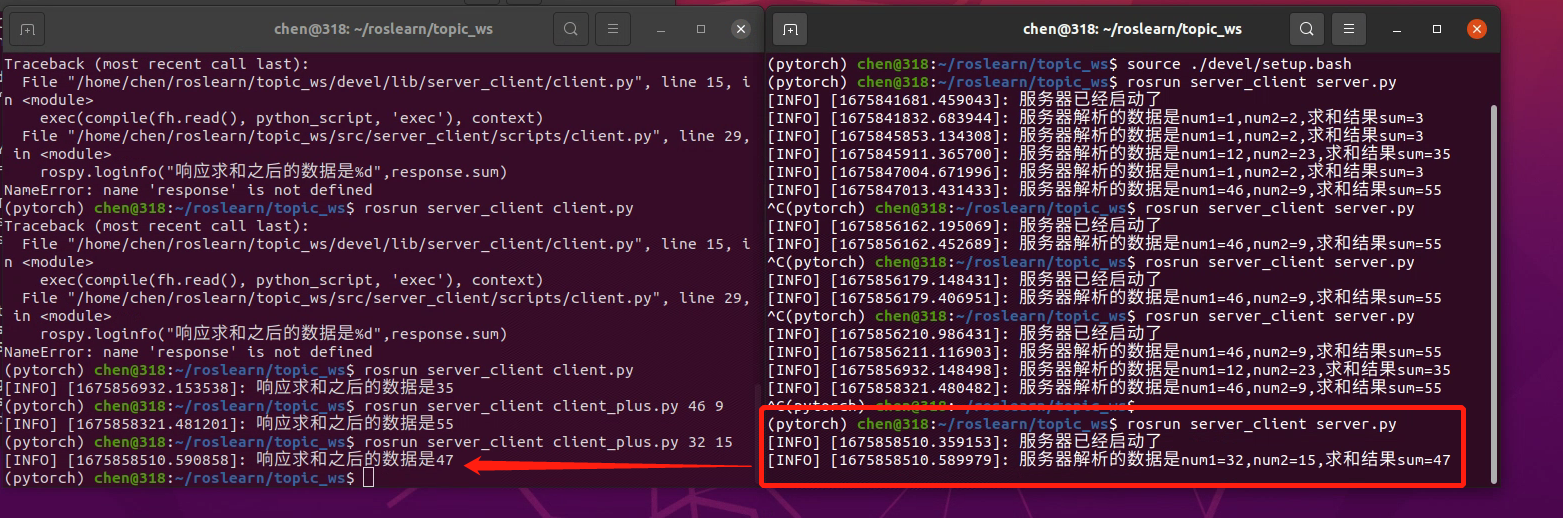 chen@318: ~/roslearn/topic_ws
Traceback (most recent call last):
  File "/home/chen/roslearn/topic_ws/devel/lib/server_client/client.py", line 15, i
n <module>
    exec(compile(fh.read(), python_script, 'exec'), context)
  File "/home/chen/roslearn/topic_ws/src/server_client/scripts/client.py", line 29,
 in <module>
    rospy.loginfo("响应求和之后的数据是%d",response.sum)
NameError: name 'response' is not defined
(pytorch) chen@318:~/roslearn/topic_ws$ rosrun server_client client.py
Traceback (most recent call last):
  File "/home/chen/roslearn/topic_ws/devel/lib/server_client/client.py", line 15, i
n <module>
    exec(compile(fh.read(), python_script, 'exec'), context)
  File "/home/chen/roslearn/topic_ws/src/server_client/scripts/client.py", line 29,
 in <module>
    rospy.loginfo("响应求和之后的数据是%d",response.sum)
NameError: name 'response' is not defined
(pytorch) chen@318:~/roslearn/topic_ws$ rosrun server_client client.py
[INFO] [1675856932.153538]: 响应求和之后的数据是35
(pytorch) chen@318:~/roslearn/topic_ws$ rosrun server_client client_plus.py 46 9
[INFO] [1675858321.481201]: 响应求和之后的数据是55
(pytorch) chen@318:~/roslearn/topic_ws$ rosrun server_client client_plus.py 32 15
[INFO] [1675858510.590858]: 响应求和之后的数据是47
(pytorch) chen@318:~/roslearn/topic_ws$
chen@318: ~/roslearn/topic_ws
(pytorch) chen@318:~/roslearn/topic_ws$ source ./devel/setup.bash
(pytorch) chen@318:~/roslearn/topic_ws$ rosrun server_client server.py
[INFO] [1675841681.459043]: 服务器已经启动了
[INFO] [1675841832.683944]: 服务器解析的数据是num1=1,num2=2,求和结果sum=3
[INFO] [1675845853.134308]: 服务器解析的数据是num1=1,num2=2,求和结果sum=3
[INFO] [1675845911.365700]: 服务器解析的数据是num1=12,num2=23,求和结果sum=35
[INFO] [1675847004.671996]: 服务器解析的数据是num1=1,num2=2,求和结果sum=3
[INFO] [1675847013.431433]: 服务器解析的数据是num1=46,num2=9,求和结果sum=55
^C(pytorch) chen@318:~/roslearn/topic_ws$ rosrun server_client server.py
[INFO] [1675856162.195069]: 服务器已经启动了
[INFO] [1675856162.452689]: 服务器解析的数据是num1=46,num2=9,求和结果sum=55
^C(pytorch) chen@318:~/roslearn/topic_ws$ rosrun server_client server.py
[INFO] [1675856179.148431]: 服务器已经启动了
[INFO] [1675856179.406951]: 服务器解析的数据是num1=46,num2=9,求和结果sum=55
^C(pytorch) chen@318:~/roslearn/topic_ws$ rosrun server_client server.py
[INFO] [1675856210.986431]: 服务器已经启动了
[INFO] [1675856211.116903]: 服务器解析的数据是num1=46,num2=9,求和结果sum=55
[INFO] [1675856932.148498]: 服务器解析的数据是num1=12,num2=23,求和结果sum=35
[INFO] [1675858321.480482]: 服务器解析的数据是num1=46,num2=9,求和结果sum=55
^C(pytorch) chen@318:~/roslearn/topic_ws$
(pytorch) chen@318:~/roslearn/topic_ws$ rosrun server_client server.py
[INFO] [1675858510.359153]: 服务器已经启动了
[INFO] [1675858510.589979]: 服务器解析的数据是num1=32,num2=15,求和结果sum=47